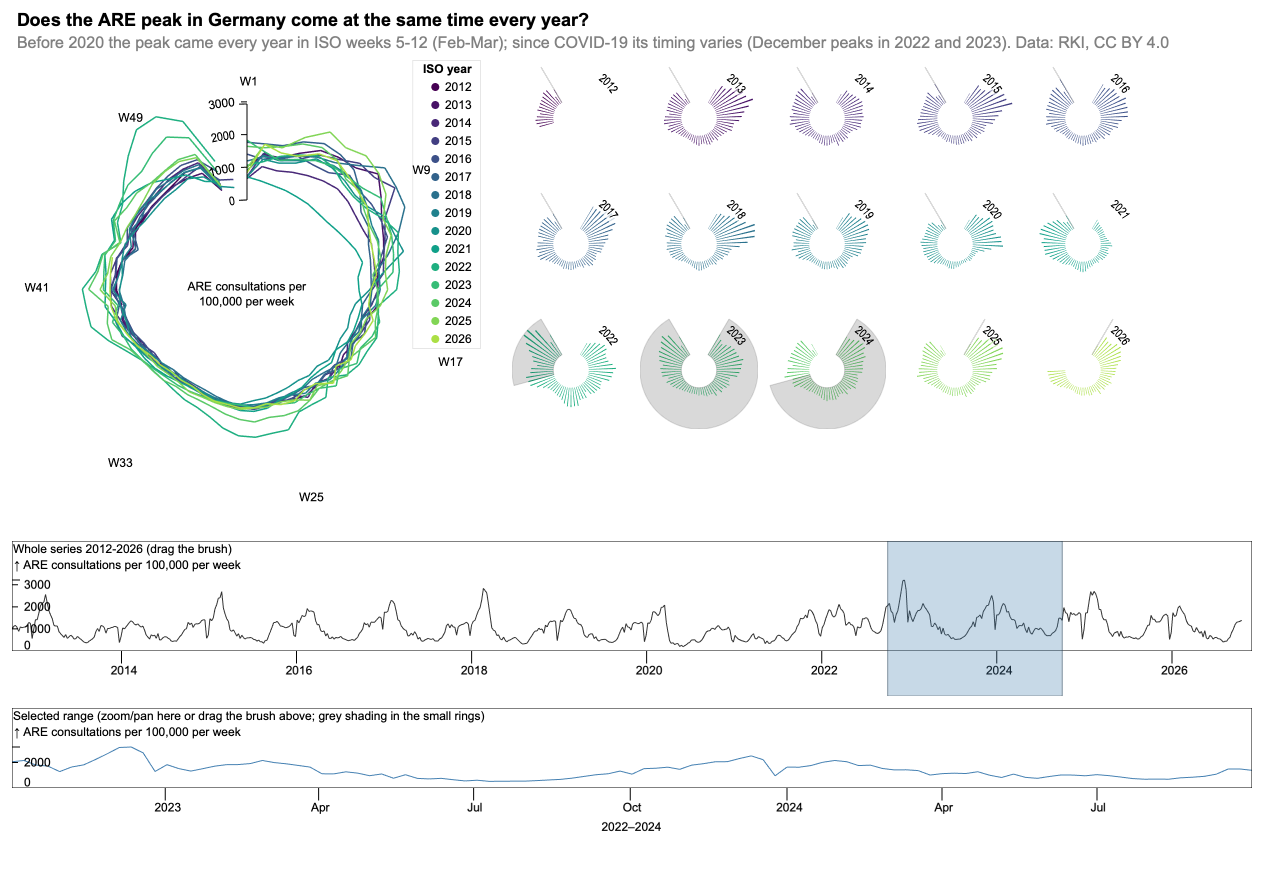 Does the ARE peak in Germany come at the same time every year?
Before 2020 the peak came every year in ISO weeks 5-12 (Feb-Mar); since COVID-19 its timing varies (December peaks in 2022 and 2023). Data: RKI, CC BY 4.0
W1
W9
W17
W25
W33
W41
W49
3000
2000
1000
0
ARE consultations per
100,000 per week
ISO year
2012
2013
2014
2015
2016
2017
2018
2019
2020
2021
2022
2023
2024
2025
2026
2012
2013
2014
2015
2016
2017
2018
2019
2020
2021
2022
2023
2024
2025
2026
Whole series 2012-2026 (drag the brush)
↑ ARE consultations per 100,000 per week
3000
2000
1000
0
2014
2016
2018
2020
2022
2024
2026
Selected range (zoom/pan here or drag the brush above; grey shading in the small rings)
↑ ARE consultations per 100,000 per week
2000
0
2023
Apr
Jul
Oct
2024
Apr
Jul
2022–2024